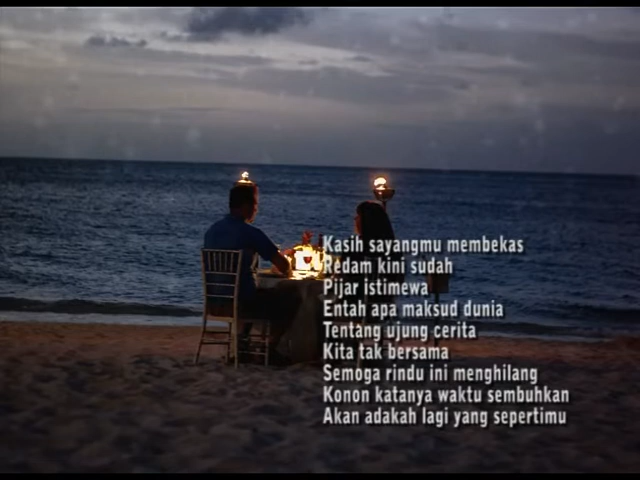 Kasih sayangmu membekas
Redam kini sudah
Pijar istimewa
Entah apa maksud dunia
Tentang ujung cerita
Kita tak bersama
Semoga rindu ini menghilang
Konon katanya waktu sembuhkan
Akan adakah lagi yang sepertimu